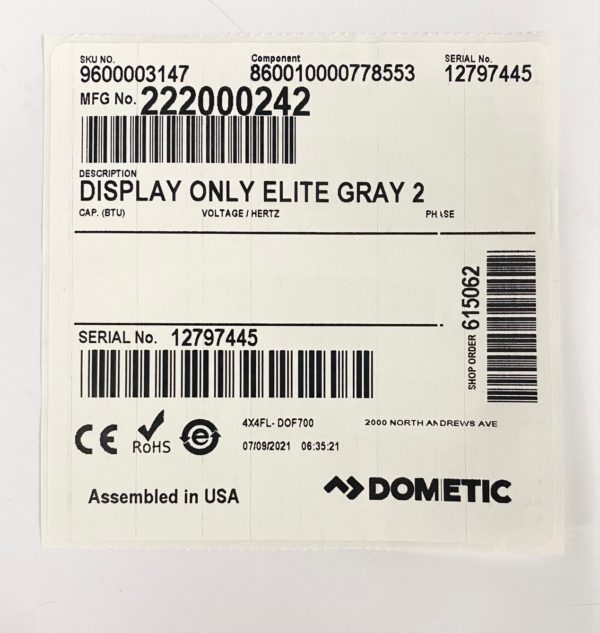 SKU NO. Component SERIAL No.
9600003147 860010000778553 12797445
MFG No. 222000242
DESCRIPTION
DISPLAY ONLY ELITE GRAY 2
CAP. (BTU) VOLTAGE / HERTZ PHASE
SHOP ORDER 615062
SERIAL No. 12797445
CE RoHS e
4X4FL- DOF700 2000 NORTH ANDREWS AVE
07/09/2021 06:35:21
Assembled in USA
DOMETIC